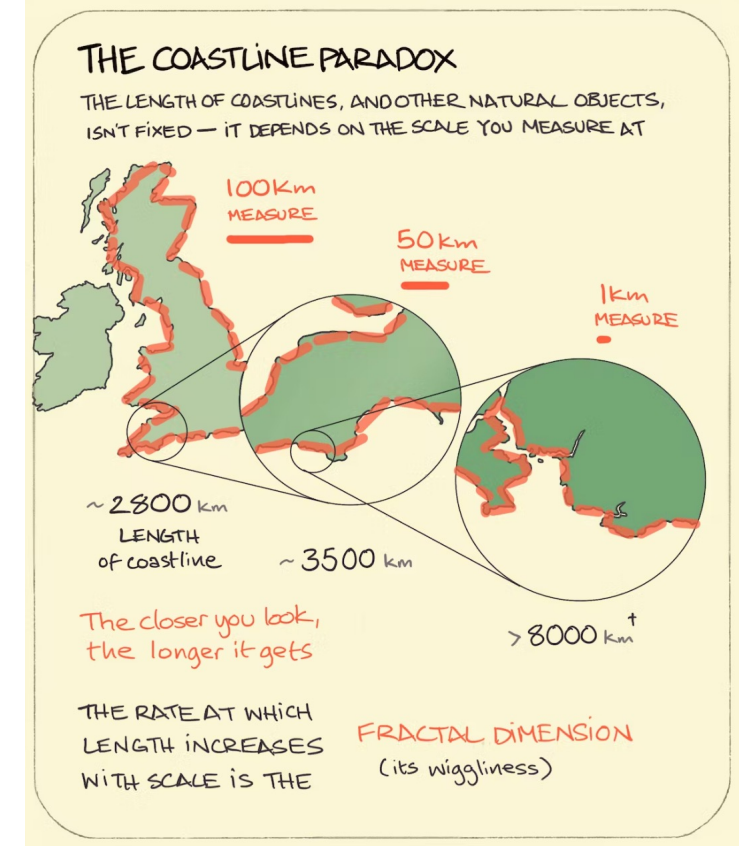 THE COASTLINE PARADOX
THE LENGTH OF COASTLINES, AND OTHER NATURAL OBJECTS,
ISN'T FIXED — IT DEPENDS ON THE SCALE YOU MEASURE AT
100km
MEASURE
50km
MEASURE
1km
MEASURE
~2800 km
LENGTH
of coastline
~3500 km
>8000 km†
The closer you look,
the longer it gets
THE RATE AT WHICH
LENGTH INCREASES
WITH SCALE IS THE
FRACTAL DIMENSION
(its wiggliness)